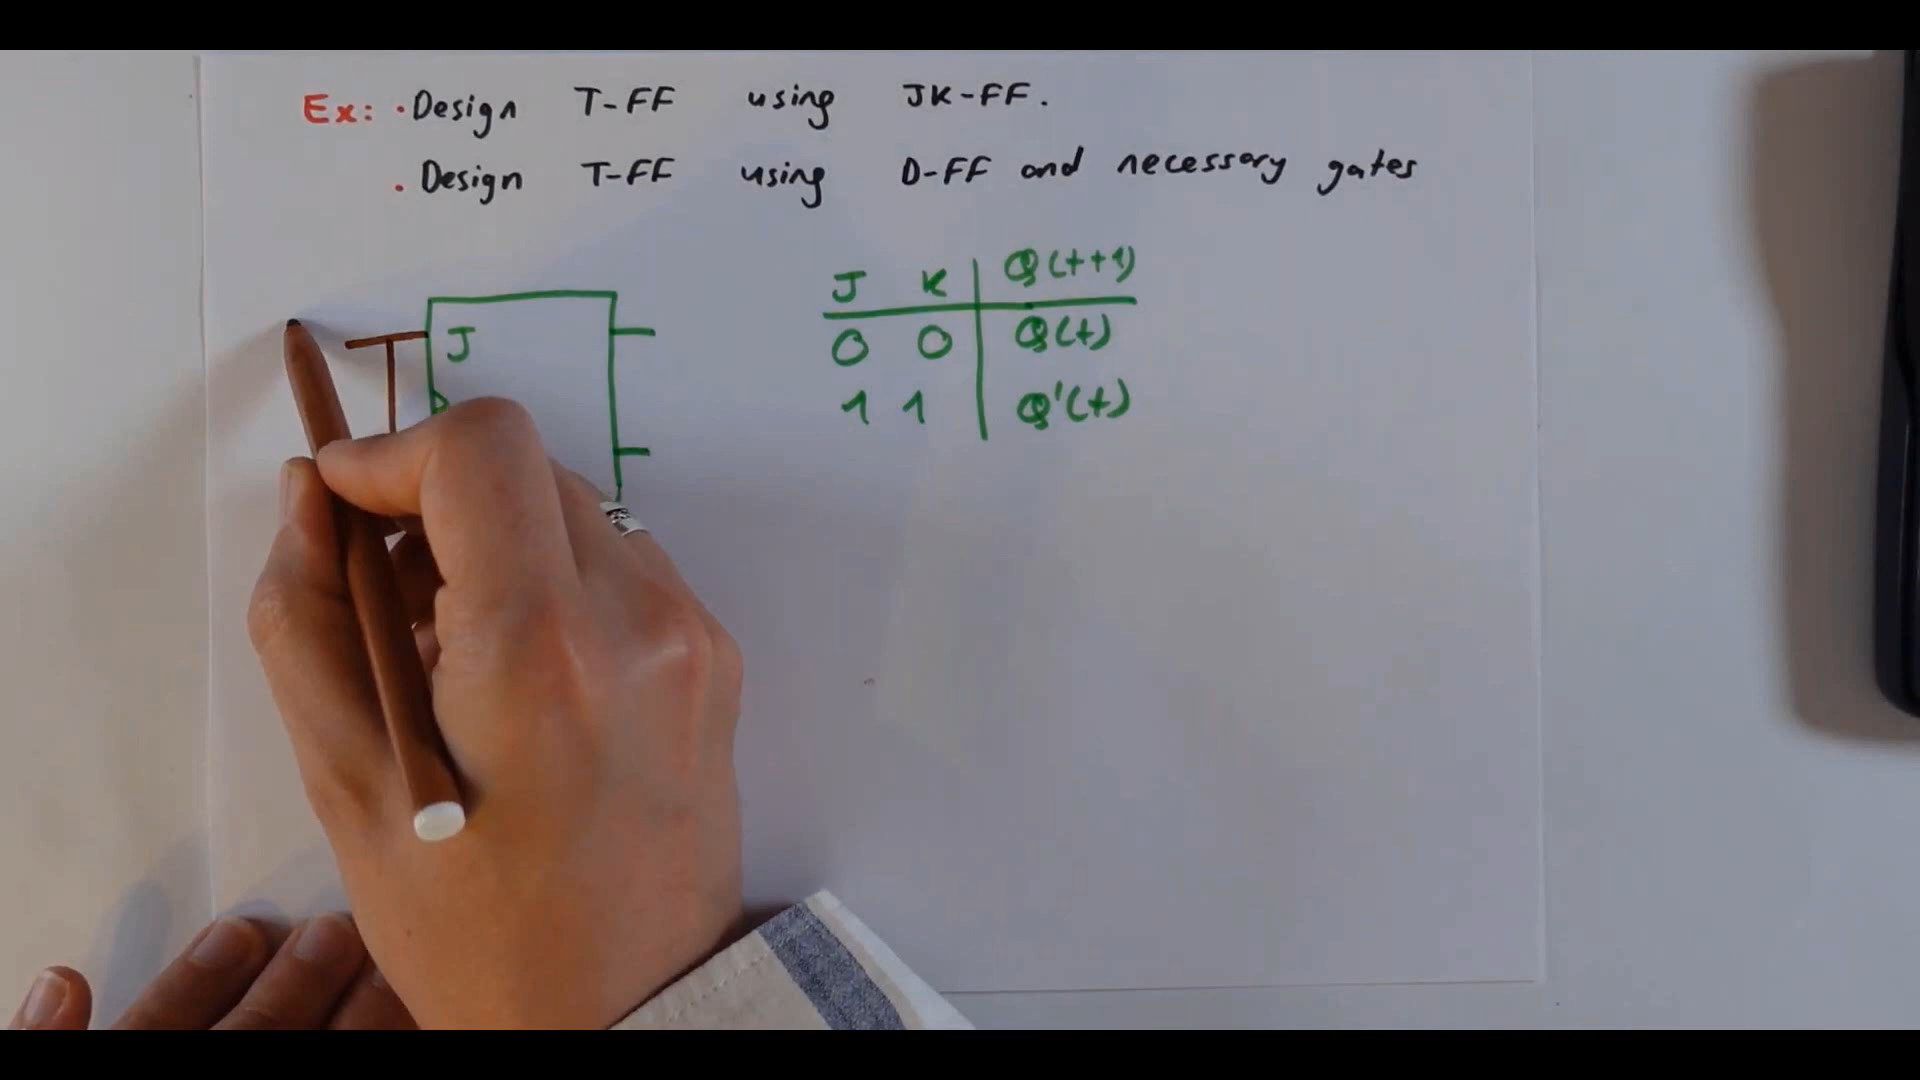 Ex: · Design T-FF using JK-FF.
· Design T-FF using D-FF and necessary gates
J
J K Q(t+1)
0 0 Q(t)
1 1 Q'(t)